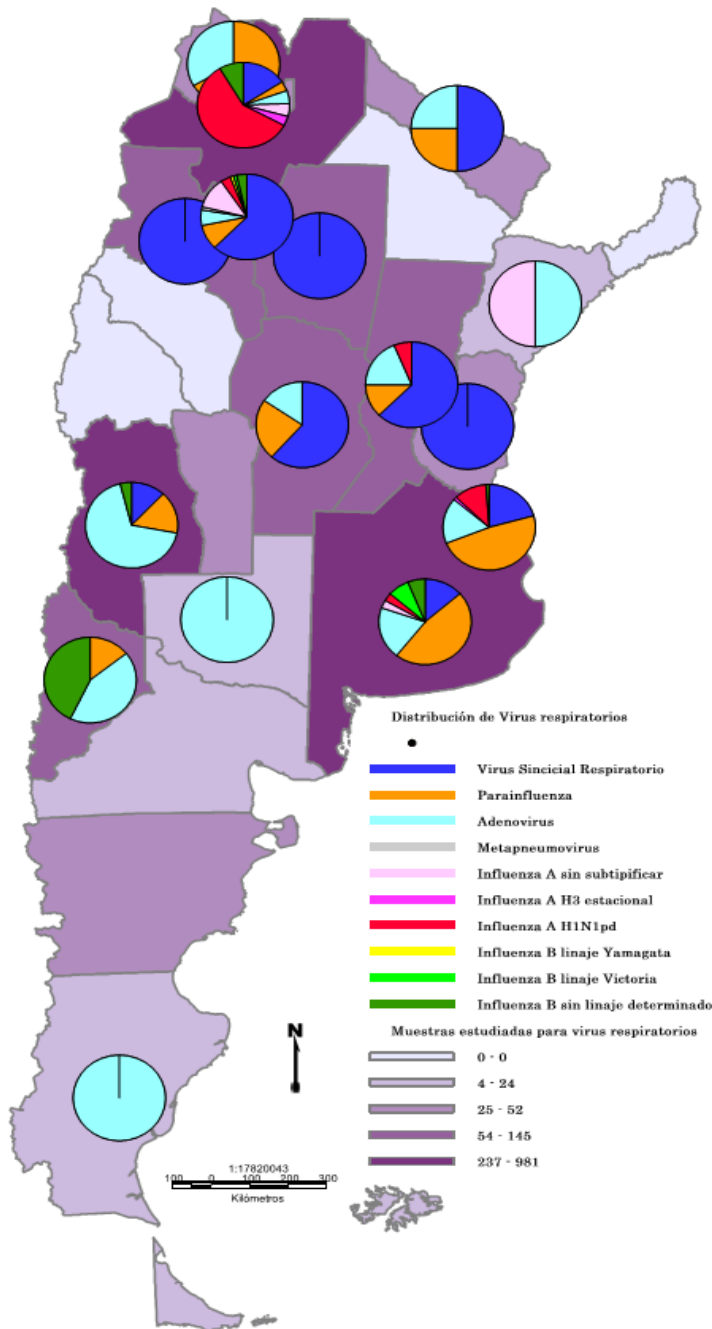 Distribución de Virus respiratorios
Virus Sincicial Respiratorio
Parainfluenza
Adenovirus
Metapneumovirus
Influenza A sin subtipificar
Influenza A H3 estacional
Influenza A H1N1pd
Influenza B linaje Yamagata
Influenza B linaje Victoria
Influenza B sin linaje determinado
Muestras estudiadas para virus respiratorios
0 - 0
4 - 24
25 - 52
54 - 145
237 - 981
N
1:17820043
100 0 100 200 300
Kilómetros